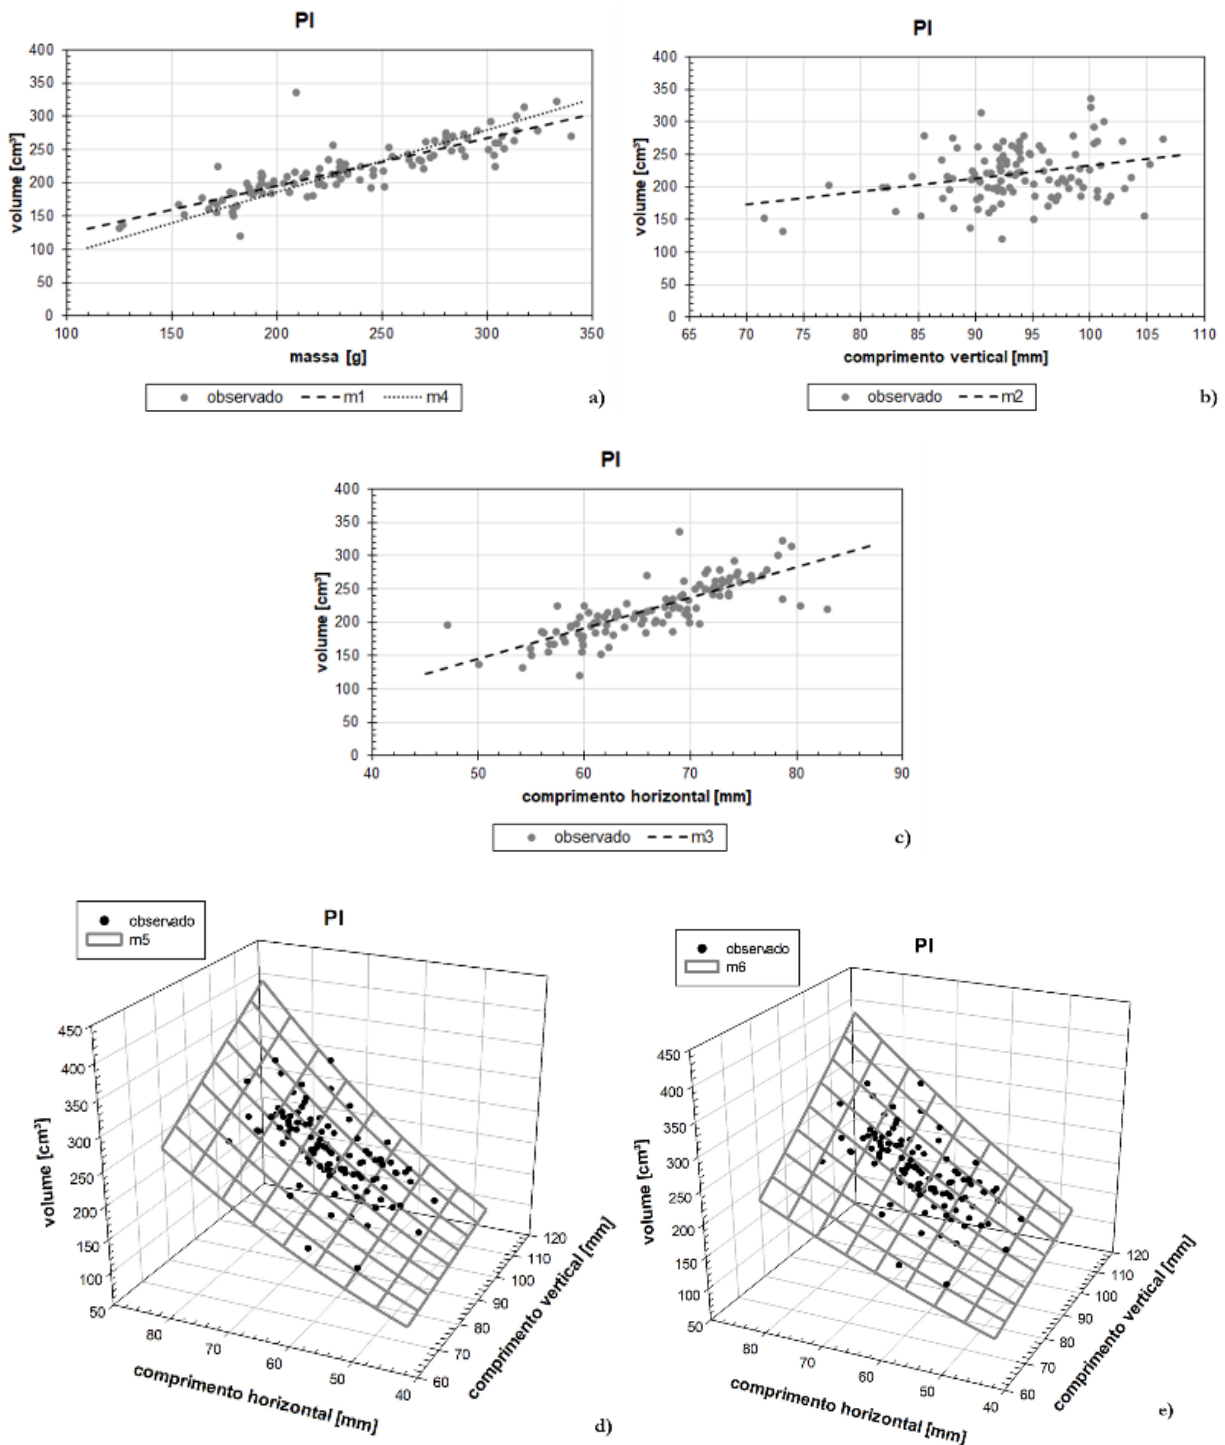 PI
400
350
300
250
200
150
100
50
0
volume [cm³]
100 150 200 250 300 350
massa [g]
observado m1 m4
a)
PI
400
350
300
250
200
150
100
50
0
volume [cm³]
65 70 75 80 85 90 95 100 105 110
comprimento vertical [mm]
observado m2
b)
PI
400
350
300
250
200
150
100
50
0
volume [cm³]
40 50 60 70 80 90
comprimento horizontal [mm]
observado m3
c)
observado
m5
PI
450
400
350
300
250
200
150
100
50
volume [cm³]
80 70 60 50 40
comprimento horizontal [mm]
120
110
100
90
80
70
60
comprimento vertical [mm]
d)
observado
m6
PI
450
400
350
300
250
200
150
100
50
volume [cm³]
80 70 60 50 40
comprimento horizontal [mm]
120
110
100
90
80
70
60
comprimento vertical [mm]
e)